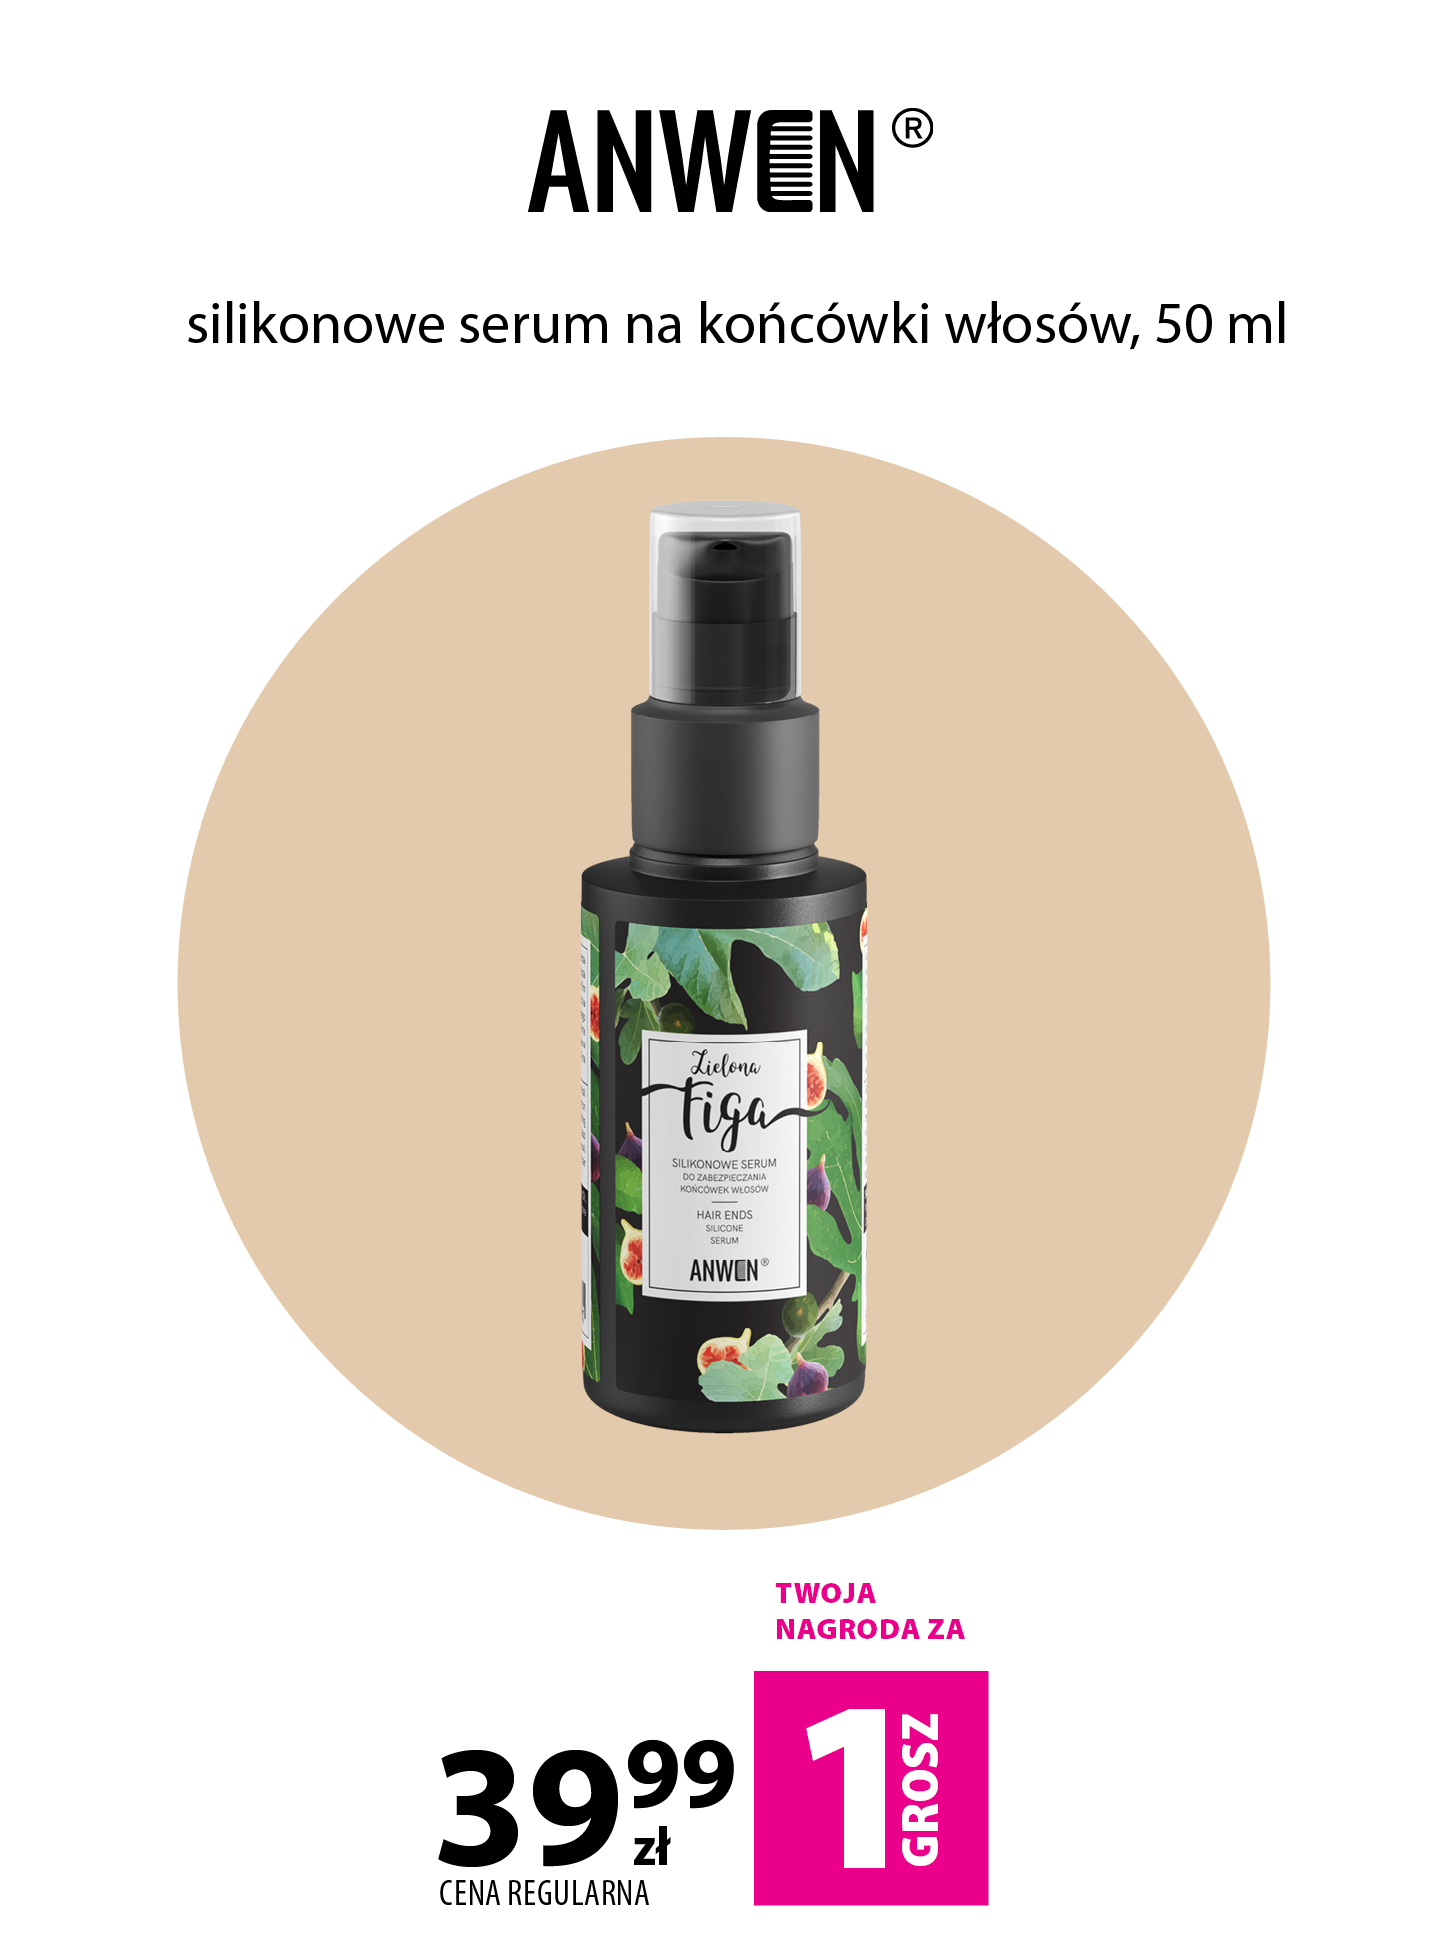 ANWEN®
silikonowe serum na końcówki włosów, 50 ml
Zielona
Figa
SILIKONOWE SERUM
DO ZABEZPIECZANIA
KOŃCÓWEK WŁOSÓW
HAIR ENDS
SILICONE
SERUM
ANWEN®
TWOJA
NAGRODA ZA
39 99 zł
CENA REGULARNA
1 GROSZ